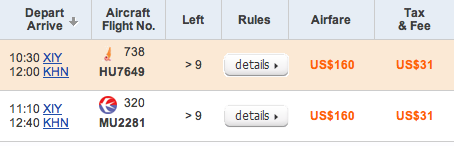 Depart Arrive Aircraft Flight No. Left Rules Airfare Tax & Fee
10:30 XIY 738 > 9 details US$160 US$31
12:00 KHN HU7649
11:10 XIY 320 > 9 details US$160 US$31
12:40 KHN MU2281